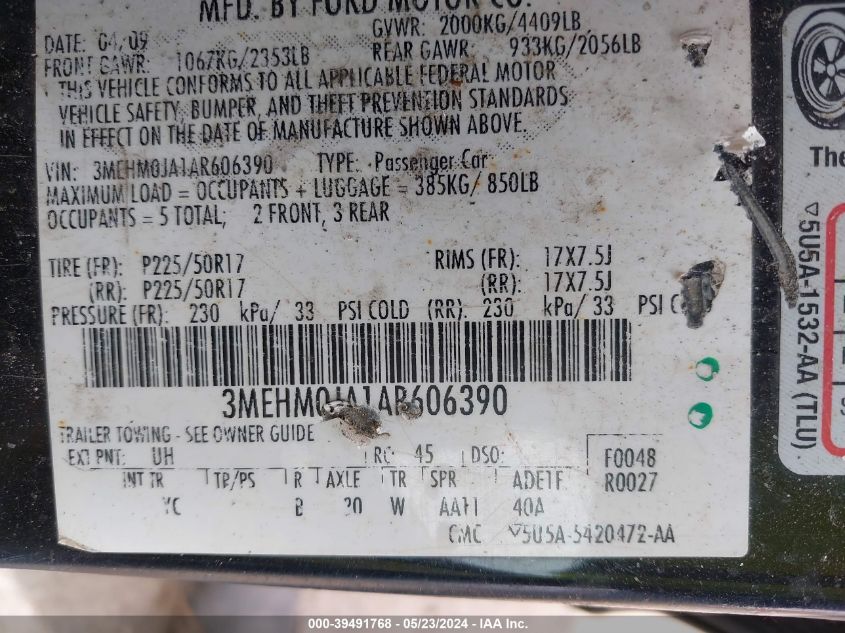 MFD. BY FORD MOTOR CO.
DATE: 04/09 GVWR: 2000KG/4409LB
FRONT GAWR: 1067KG/2353LB REAR GAWR: 933KG/2056LB
THIS VEHICLE CONFORMS TO ALL APPLICABLE FEDERAL MOTOR
VEHICLE SAFETY, BUMPER, AND THEFT PREVENTION STANDARDS
IN EFFECT ON THE DATE OF MANUFACTURE SHOWN ABOVE.
VIN: 3MEHM0JA1AR606390 TYPE: Passenger Car
MAXIMUM LOAD = OCCUPANTS + LUGGAGE = 385KG/ 850LB
OCCUPANTS = 5 TOTAL; 2 FRONT, 3 REAR
TIRE (FR): P225/50R17 RIMS (FR): 17X7.5J
(RR): P225/50R17 (RR): 17X7.5J
PRESSURE (FR): 230 kPa/ 33 PSI COLD (RR): 230 kPa/ 33 PSI
3MEHM0JA1AR606390
TRAILER TOWING - SEE OWNER GUIDE
EXT PNT: UH RC: 45 DSO: F0048
INT TR TP/PS R AXLE TR SPR R0027
YC B 20 W AA11 40A
CMC ▽5U5A-5420472-AA
The
▽5U5A-1532-AA (TLU)
000-39491768 - 05/23/2024 - IAA Inc.